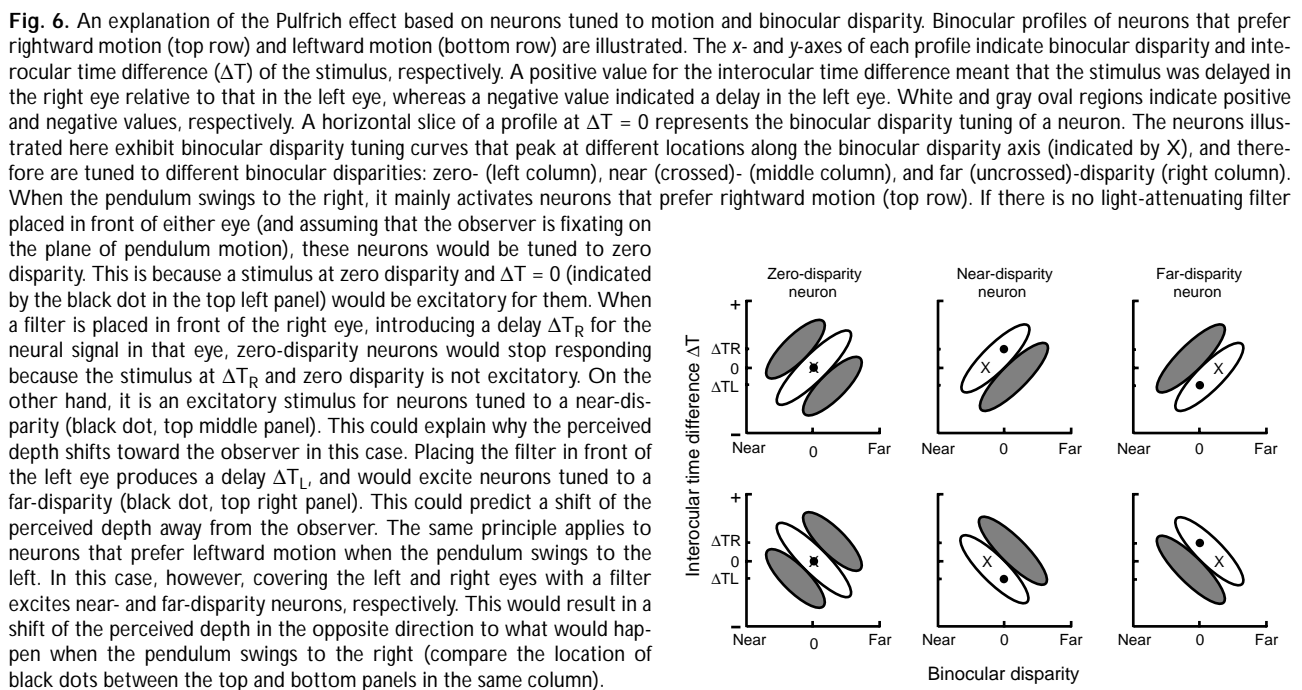 Fig. 6. An explanation of the Pulfrich effect based on neurons tuned to motion and binocular disparity. Binocular profiles of neurons that prefer
rightward motion (top row) and leftward motion (bottom row) are illustrated. The x- and y-axes of each profile indicate binocular disparity and inte-
rocular time difference (ΔT) of the stimulus, respectively. A positive value for the interocular time difference meant that the stimulus was delayed in
the right eye relative to that in the left eye, whereas a negative value indicated a delay in the left eye. White and gray oval regions indicate positive
and negative values, respectively. A horizontal slice of a profile at ΔT = 0 represents the binocular disparity tuning of a neuron. The neurons illus-
trated here exhibit binocular disparity tuning curves that peak at different locations along the binocular disparity axis (indicated by X), and there-
fore are tuned to different binocular disparities: zero- (left column), near (crossed)- (middle column), and far (uncrossed)-disparity (right column).
When the pendulum swings to the right, it mainly activates neurons that prefer rightward motion (top row). If there is no light-attenuating filter
placed in front of either eye (and assuming that the observer is fixating on
the plane of pendulum motion), these neurons would be tuned to zero
disparity. This is because a stimulus at zero disparity and ΔT = 0 (indicated
by the black dot in the top left panel) would be excitatory for them. When
a filter is placed in front of the right eye, introducing a delay ΔT_R for the
neural signal in that eye, zero-disparity neurons would stop responding
because the stimulus at ΔT_R and zero disparity is not excitatory. On the
other hand, it is an excitatory stimulus for neurons tuned to a near-dis-
parity (black dot, top middle panel). This could explain why the perceived
depth shifts toward the observer in this case. Placing the filter in front of
the left eye produces a delay ΔT_L, and would excite neurons tuned to a
far-disparity (black dot, top right panel). This could predict a shift of the
perceived depth away from the observer. The same principle applies to
neurons that prefer leftward motion when the pendulum swings to the
left. In this case, however, covering the left and right eyes with a filter
excites near- and far-disparity neurons, respectively. This would result in a
shift of the perceived depth in the opposite direction to what would hap-
pen when the pendulum swings to the right (compare the location of
black dots between the top and bottom panels in the same column).
Zero-disparity
neuron
Near-disparity
neuron
Far-disparity
neuron
Interocular time difference ΔT
+
ΔTR
0
ΔTL
–
X
X
X
Near 0 Far
Near 0 Far
Near 0 Far
+
ΔTR
0
ΔTL
–
X
X
X
Near 0 Far
Near 0 Far
Near 0 Far
Binocular disparity